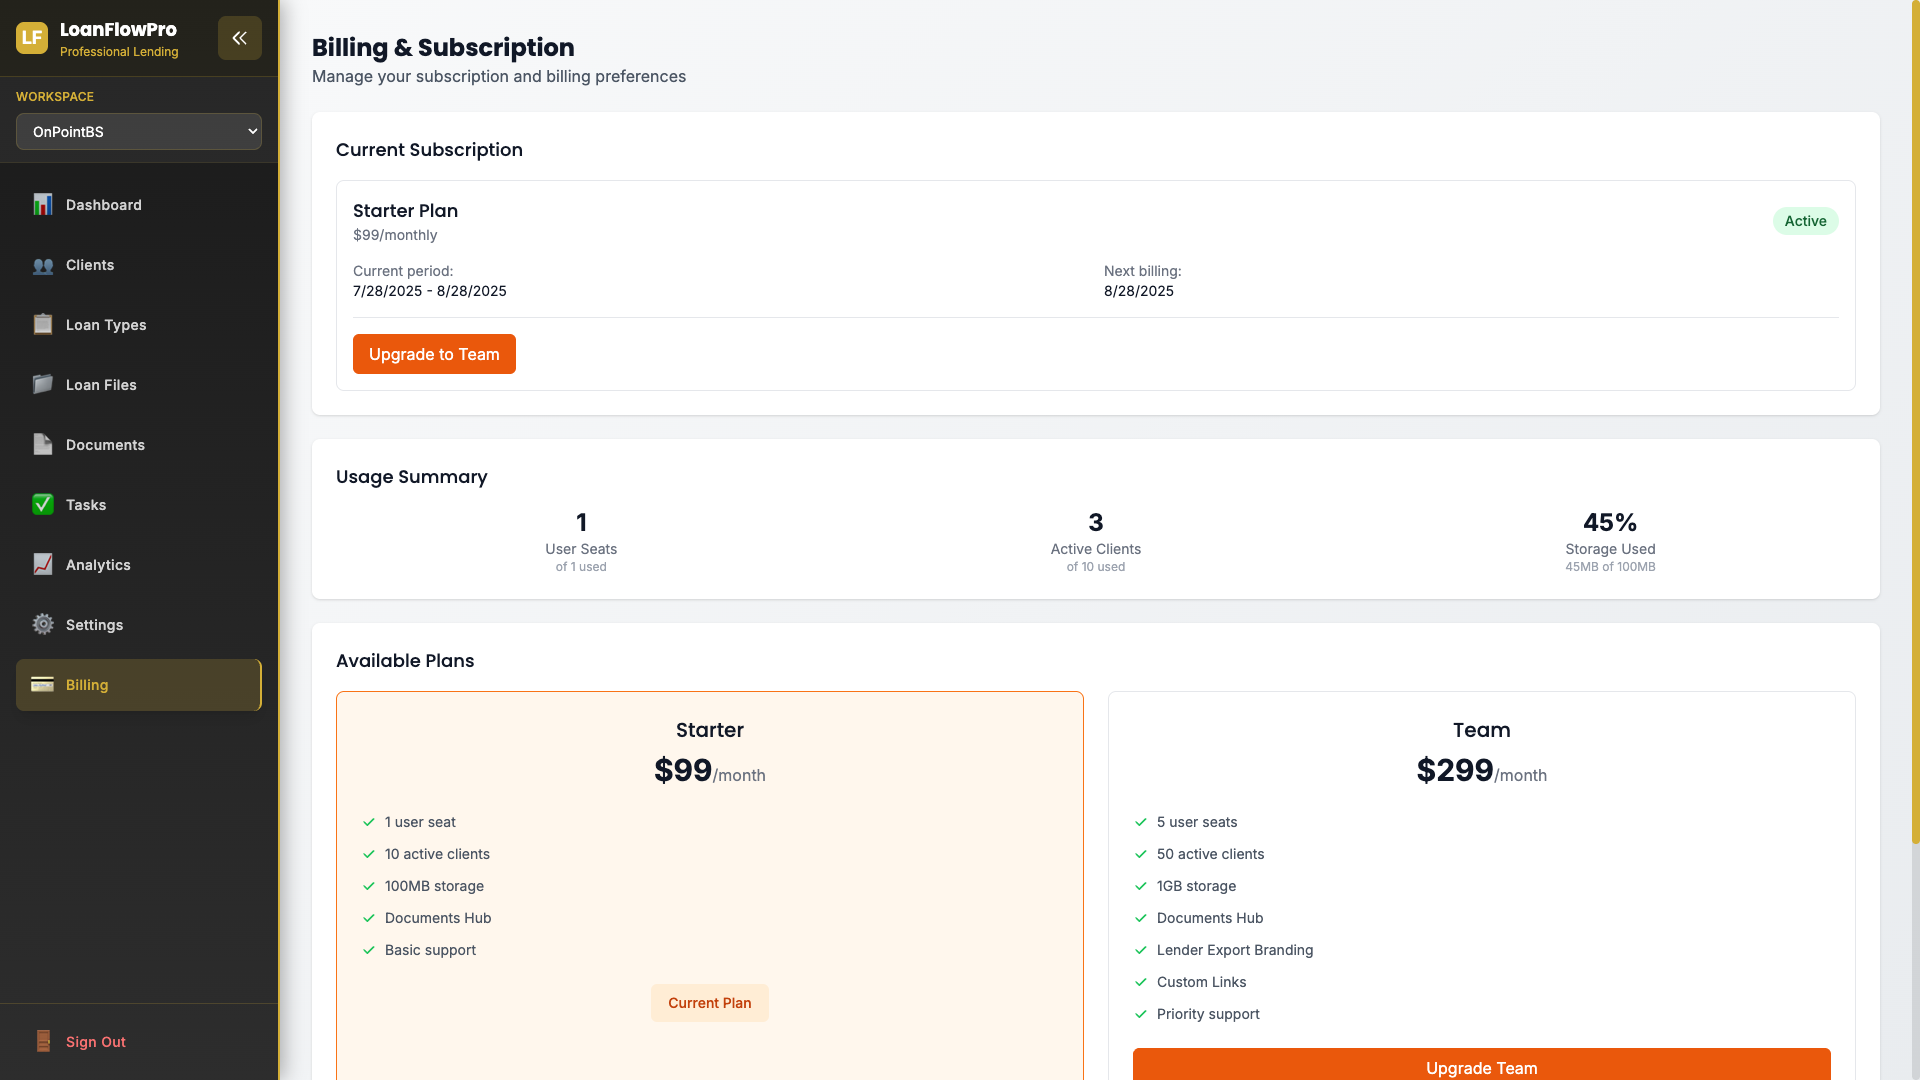 LF
LoanFlowPro
Professional Lending
WORKSPACE
OnPointBS
Dashboard
Clients
Loan Types
Loan Files
Documents
Tasks
Analytics
Settings
Billing
Sign Out
Billing & Subscription
Manage your subscription and billing preferences
Current Subscription
Starter Plan
$99/monthly
Active
Current period:
7/28/2025 - 8/28/2025
Next billing:
8/28/2025
Upgrade to Team
Usage Summary
1
User Seats
of 1 used
3
Active Clients
of 10 used
45%
Storage Used
45MB of 100MB
Available Plans
Starter
$99/month
1 user seat
10 active clients
100MB storage
Documents Hub
Basic support
Current Plan
Team
$299/month
5 user seats
50 active clients
1GB storage
Documents Hub
Lender Export Branding
Custom Links
Priority support
Upgrade Team